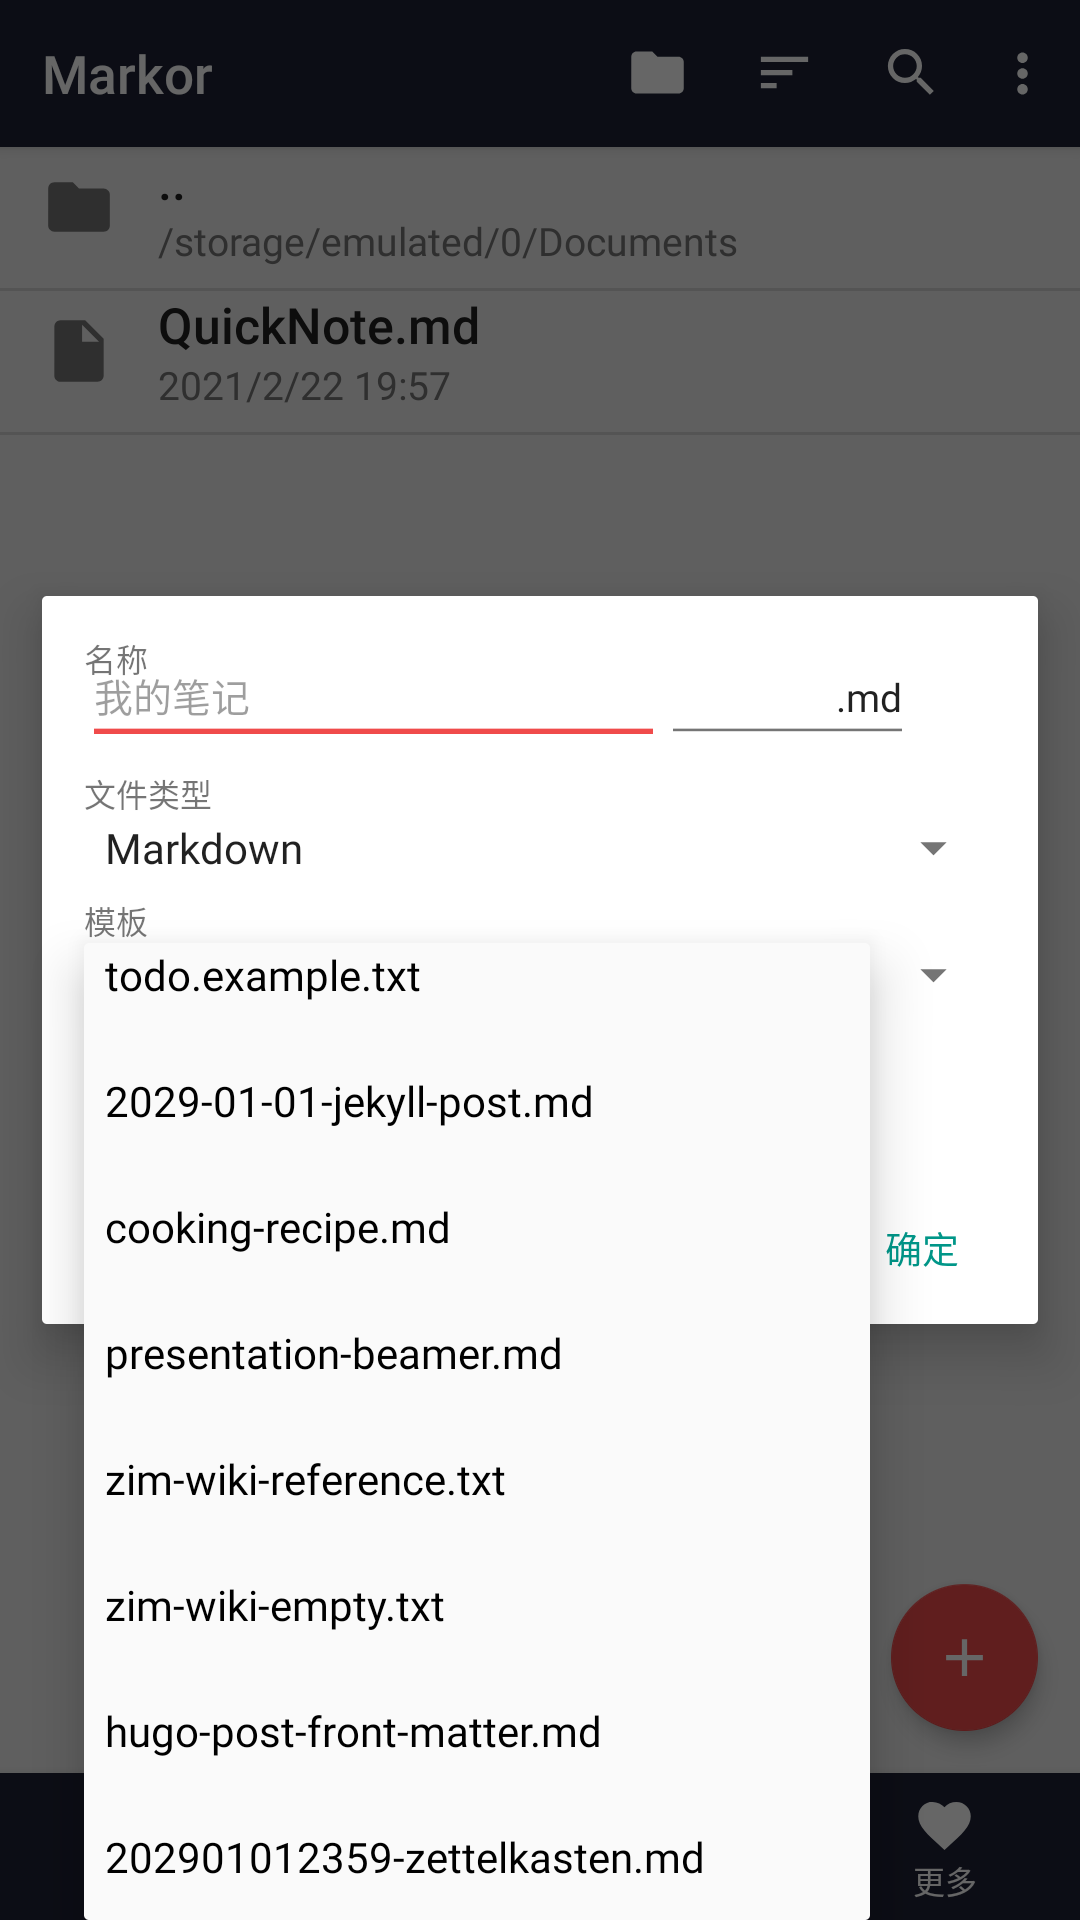 Markor
..
/storage/emulated/0/Documents
QuickNote.md
2021/2/22 19:57
名称
我的笔记
.md
文件类型
Markdown
模板
todo.example.txt
2029-01-01-jekyll-post.md
cooking-recipe.md
确定
presentation-beamer.md
zim-wiki-reference.txt
zim-wiki-empty.txt
hugo-post-front-matter.md
202901012359-zettelkasten.md
更多